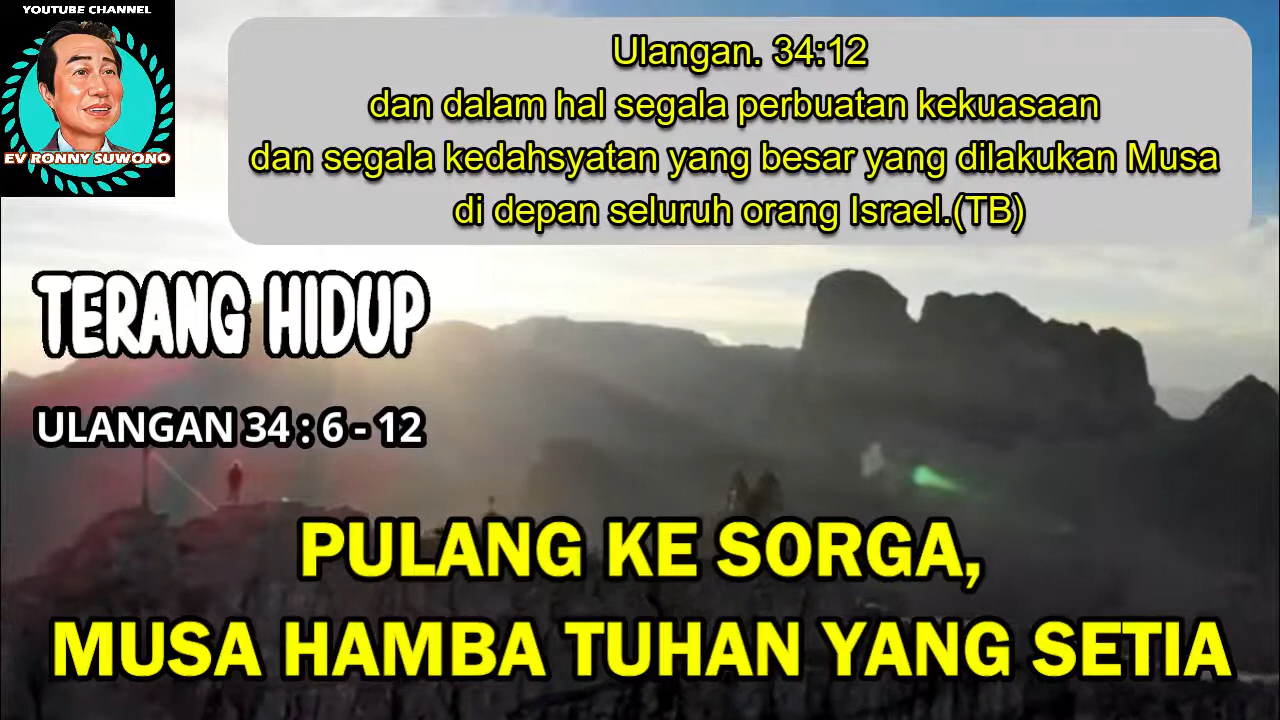 YOUTUBE CHANNEL
EV RONNY SUWONO
Ulangan. 34:12
dan dalam hal segala perbuatan kekuasaan
dan segala kedahsyatan yang besar yang dilakukan Musa
di depan seluruh orang Israel.(TB)
TERANG HIDUP
ULANGAN 34 : 6 - 12
PULANG KE SORGA,
MUSA HAMBA TUHAN YANG SETIA